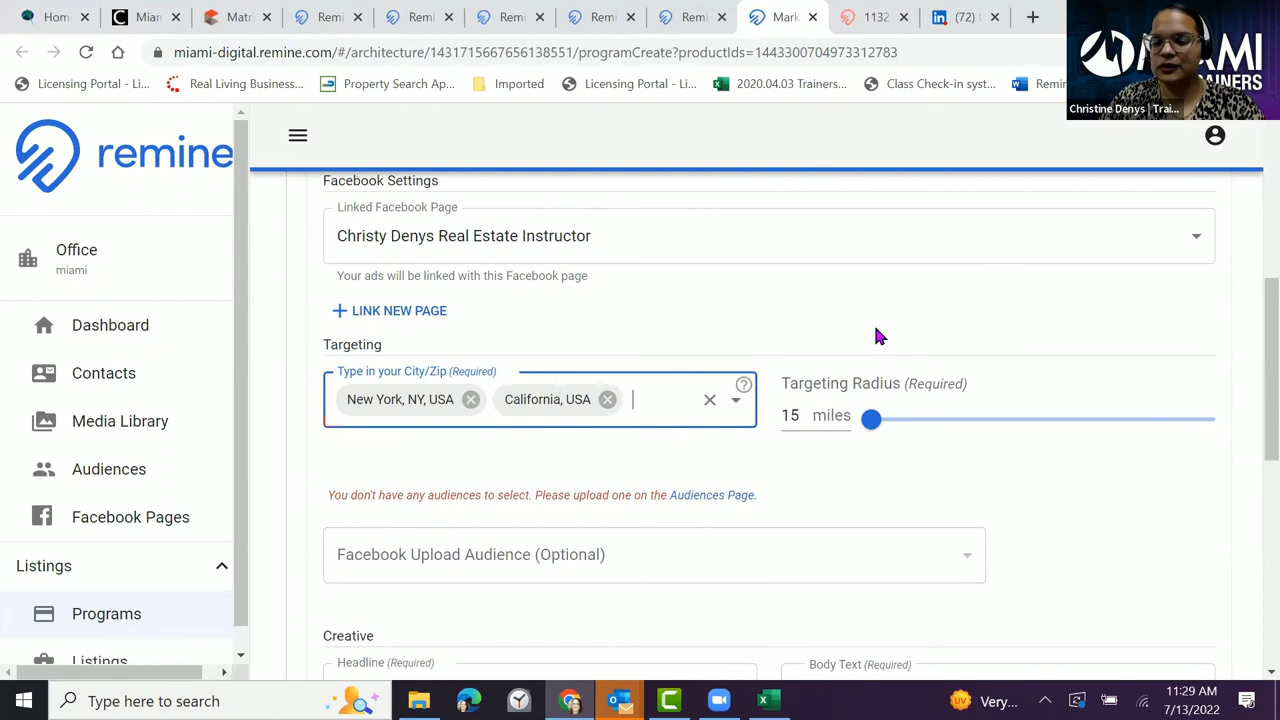 Home
Miam
Matri
Remi
Remi
Remi
Remi
Remi
Mark
1132
(72)
miami-digital.remine.com/#/architecture/1431715667656138551/programCreate?productIds=1443300704973312783
Licensing Portal - Li...
Real Living Business...
Property Search Ap...
Importa
Licensing Portal - Li...
2020.04.03 Trainers...
Class Check-in syst...
Remin
MIAMI
TRAINERS
Christine Denys | Trai...
remine
Office
miami
Dashboard
Contacts
Media Library
Audiences
Facebook Pages
Listings
Programs
Listings
Facebook Settings
Linked Facebook Page
Christy Denys Real Estate Instructor
Your ads will be linked with this Facebook page
+ LINK NEW PAGE
Targeting
Type in your City/Zip (Required)
New York, NY, USA
California, USA
Targeting Radius (Required)
15 miles
You don't have any audiences to select. Please upload one on the Audiences Page.
Facebook Upload Audience (Optional)
Creative
Headline (Required)
Body Text (Required)
Type here to search
Very...
11:29 AM
7/13/2022